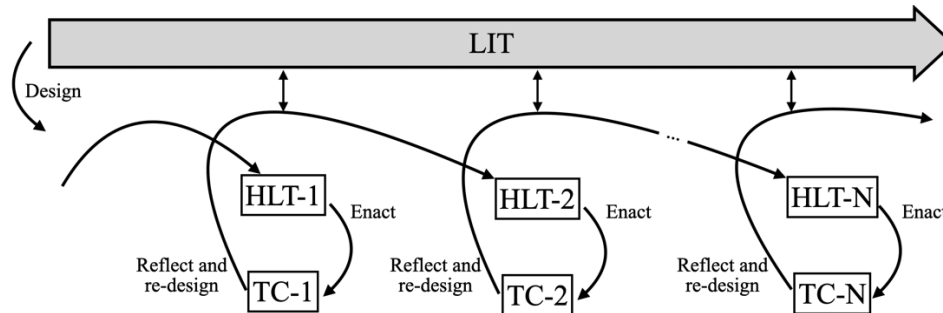 LIT
Design
HLT-1
Enact
Reflect and
re-design
TC-1
HLT-2
Enact
Reflect and
re-design
TC-2
...
HLT-N
Enact
Reflect and
re-design
TC-N